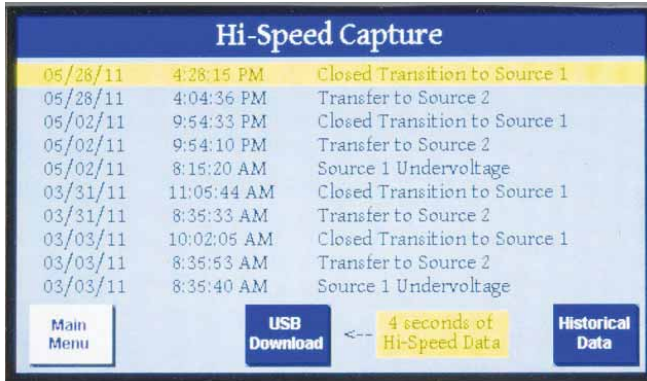 Hi-Speed Capture
05/28/11 4:28:15 PM Closed Transition to Source 1
05/28/11 4:04:36 PM Transfer to Source 2
05/02/11 9:54:33 PM Closed Transition to Source 1
05/02/11 9:54:10 PM Transfer to Source 2
05/02/11 8:15:20 AM Source 1 Undervoltage
03/31/11 11:05:44 AM Closed Transition to Source 1
03/31/11 8:35:33 AM Transfer to Source 2
03/03/11 10:02:05 AM Closed Transition to Source 1
03/03/11 8:35:53 AM Transfer to Source 2
03/03/11 8:35:40 AM Source 1 Undervoltage
Main
Menu
USB
Download
<--
4 seconds of
Hi-Speed Data
Historical
Data